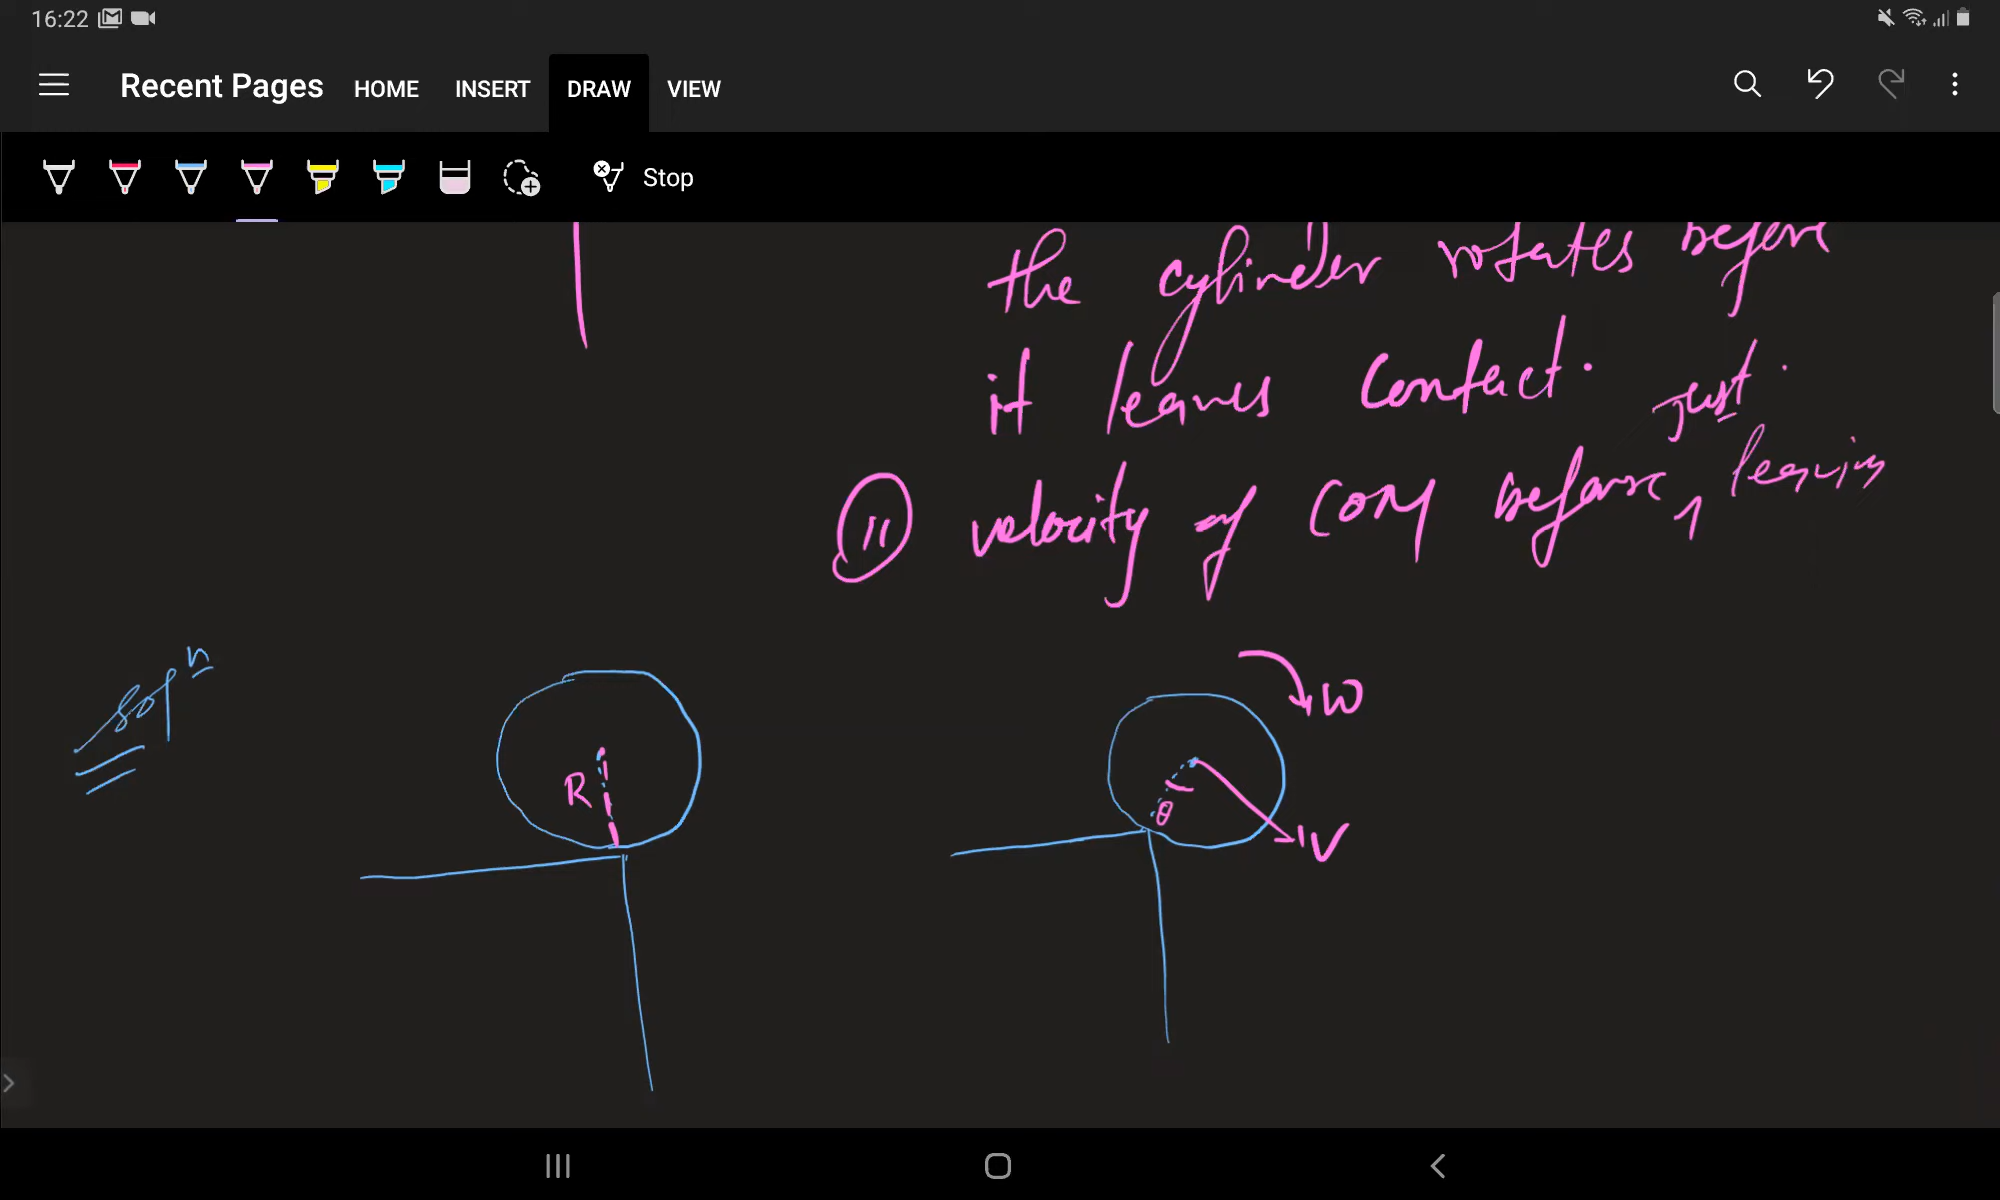 16:22
Recent Pages HOME INSERT DRAW VIEW
Stop
the cylinder rotates before
it leaves contact.
just
(ii) velocity of COM before, leaving
Solⁿ
R
ω
θ
V